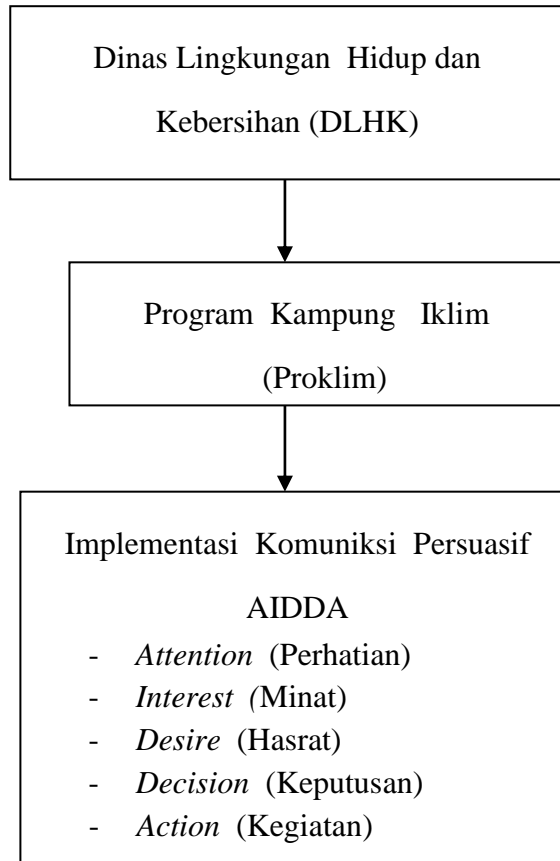 Dinas Lingkungan Hidup dan
Kebersihan (DLHK)
Program Kampung Iklim
(Proklim)
Implementasi Komuniksi Persuasif
AIDDA
- Attention (Perhatian)
- Interest (Minat)
- Desire (Hasrat)
- Decision (Keputusan)
- Action (Kegiatan)